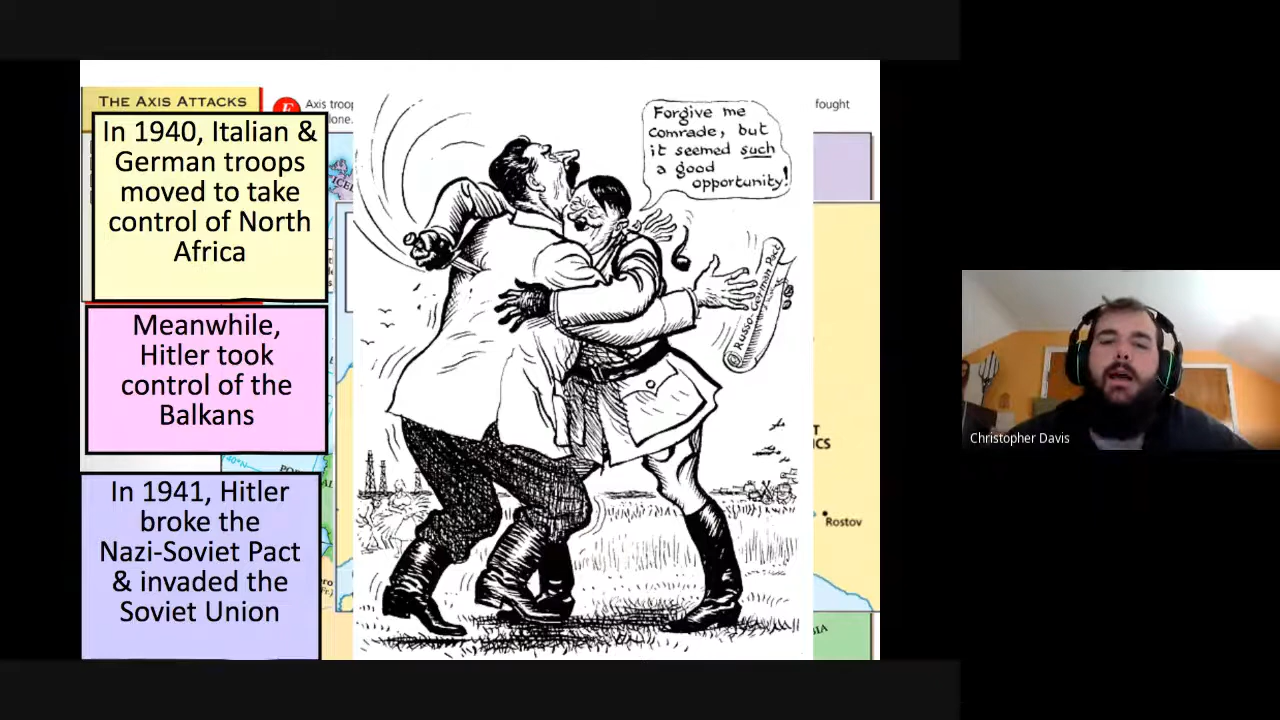 THE AXIS ATTACKS
Axis troop
lone.
fought
In 1940, Italian &
German troops
moved to take
control of North
Africa
Meanwhile,
Hitler took
control of the
Balkans
In 1941, Hitler
broke the
Nazi-Soviet Pact
& invaded the
Soviet Union
Forgive me
comrade, but
it seemed such
a good
opportunity!
Russo-German Pact
40°N
Rostov
Christopher Davis